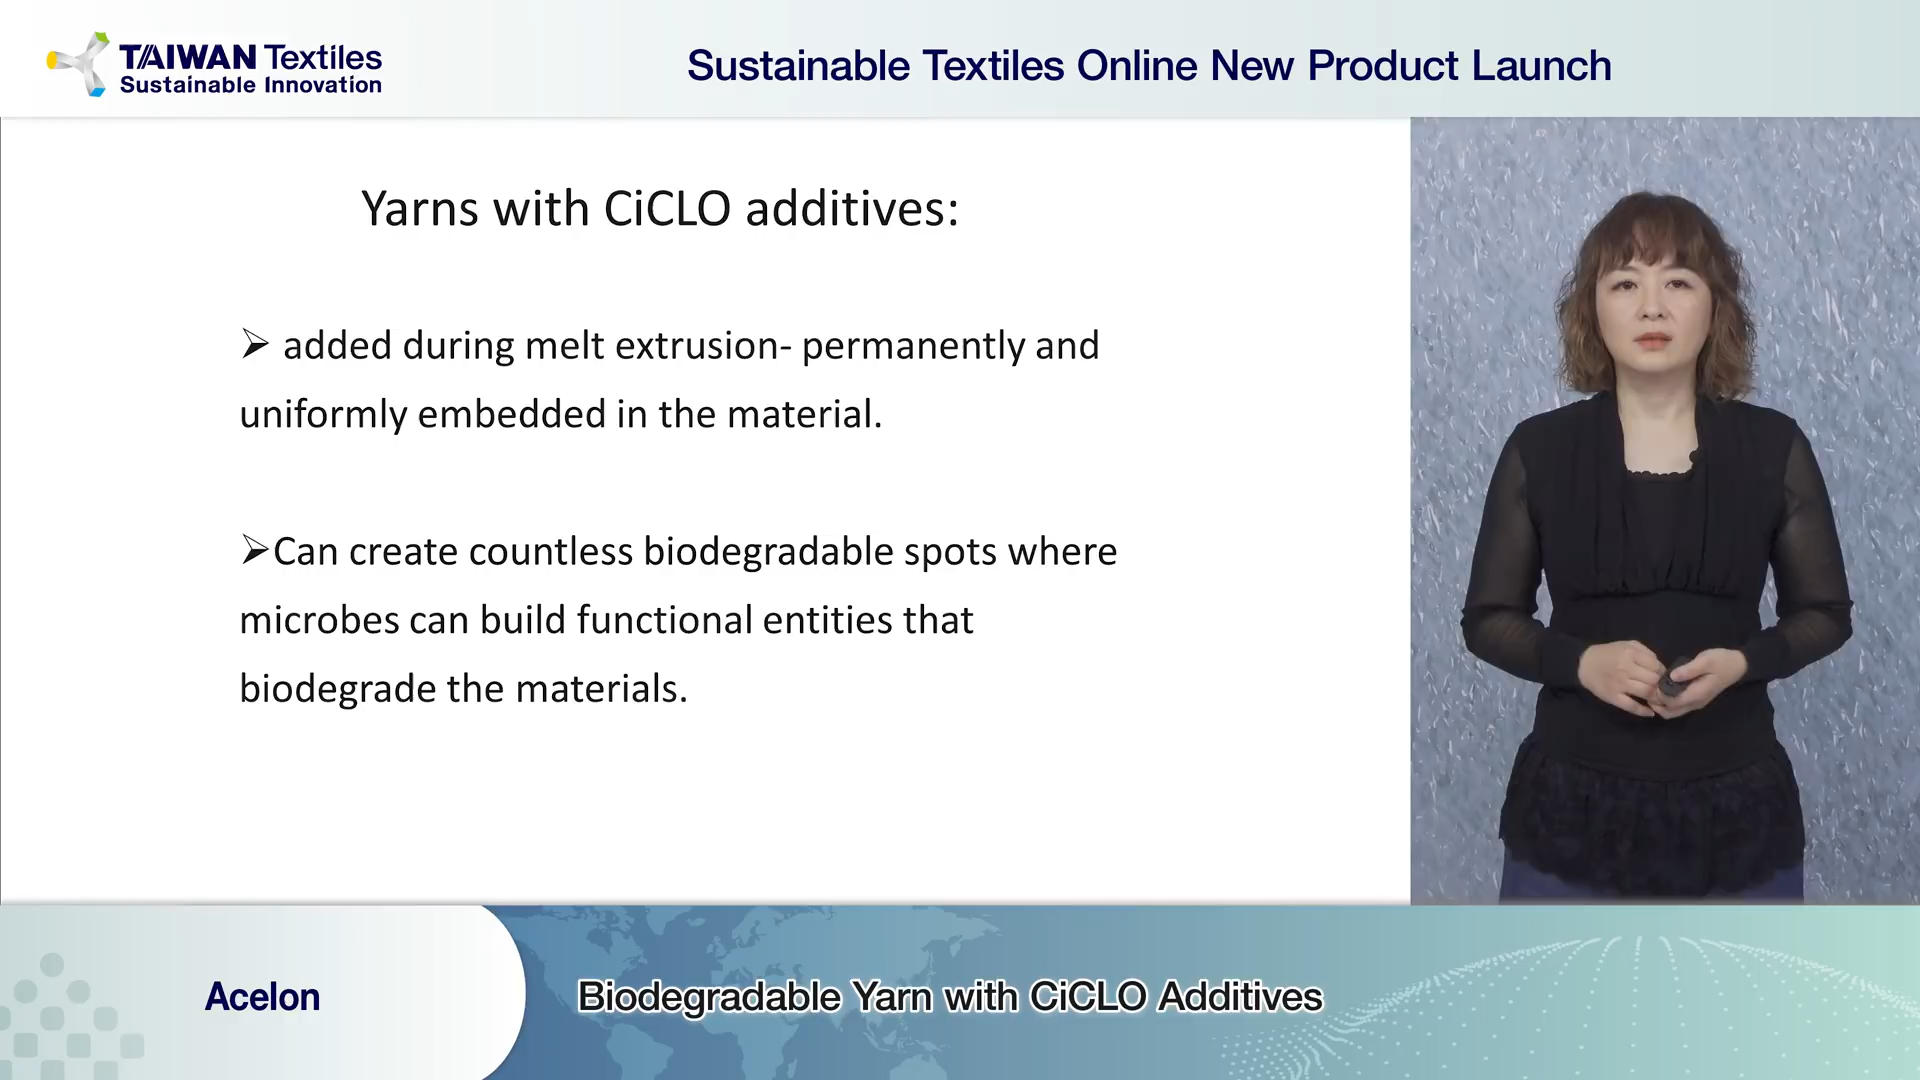 TAIWAN Textiles
Sustainable Innovation
Sustainable Textiles Online New Product Launch
Yarns with CiCLO additives:
➢ added during melt extrusion- permanently and
uniformly embedded in the material.
➢Can create countless biodegradable spots where
microbes can build functional entities that
biodegrade the materials.
Acelon
Biodegradable Yarn with CiCLO Additives